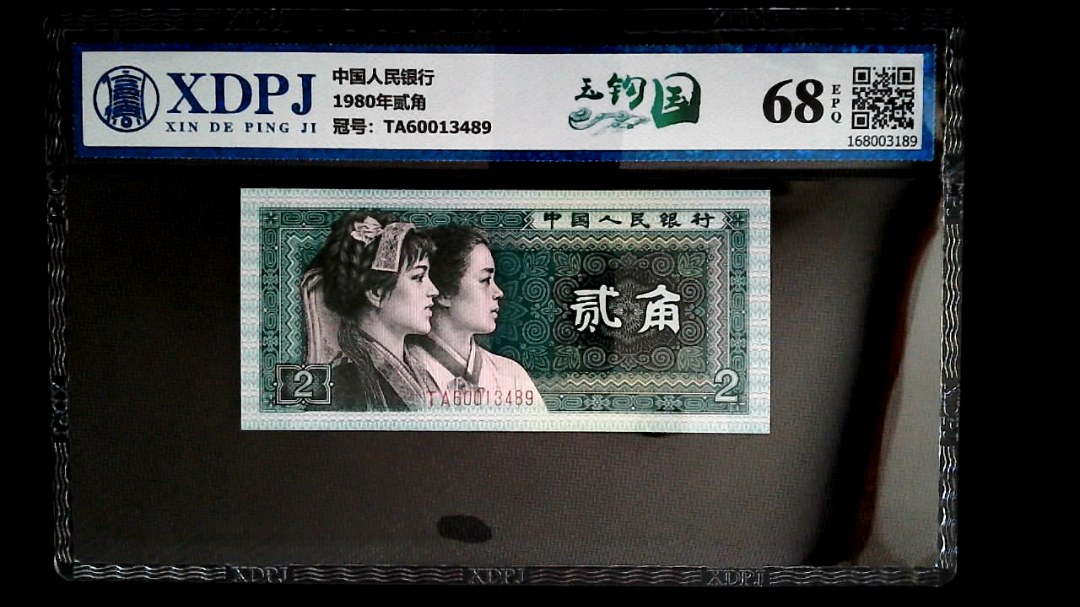 XDPJ
XIN DE PING JI
中国人民银行
1980年贰角
冠号：TA60013489
玉钩国
68
EPQ
168003189
中国人民银行
贰角
2
2
TA60013489
XDPJ
XDPJ
XDPJ